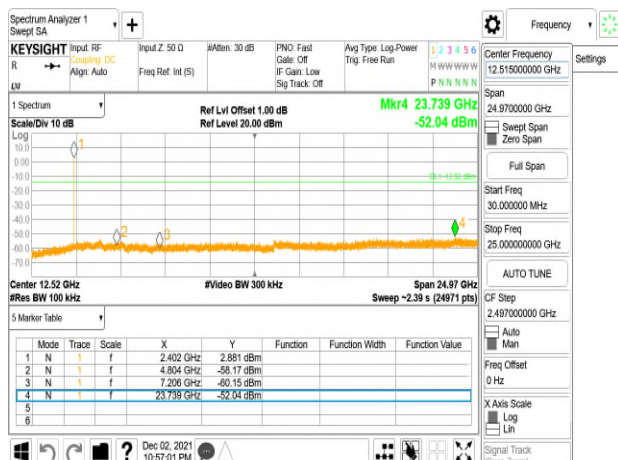 Spectrum Analyzer 1
Swept SA
KEYSIGHT
R
Input: RF
Coupling: DC
Align: Auto
Input Z: 50 Ω
Freq Ref: Int (S)
#Atten: 30 dB
PNO: Fast
Gate: Off
IF Gain: Low
Sig Track: Off
Avg Type: Log-Power
Trig: Free Run
1 2 3 4 5 6
M W W W W W
P N N N N N
1 Spectrum
Scale/Div 10 dB
Ref Lvl Offset 1.00 dB
Ref Level 20.00 dBm
Mkr4 23.739 GHz
-52.04 dBm
Log
10.0
0.00
-10.0
-20.0
-30.0
-40.0
-50.0
-60.0
-70.0
1
2
3
4
Center 12.52 GHz
#Res BW 100 kHz
#Video BW 300 kHz
Span 24.97 GHz
Sweep ~2.39 s (24971 pts)
5 Marker Table
Mode Trace Scale X Y Function Function Width Function Value
1 N 1 f 2.402 GHz 2.881 dBm
2 N 1 f 4.804 GHz -58.17 dBm
3 N 1 f 7.206 GHz -60.15 dBm
4 N 1 f 23.739 GHz -52.04 dBm
5
6
?
Dec 02, 2021
10:57:01 PM
Frequency
Settings
Center Frequency
12.515000000 GHz
Span
24.9700000 GHz
Swept Span
Zero Span
Full Span
Start Freq
30.000000 MHz
Stop Freq
25.000000000 GHz
AUTO TUNE
CF Step
2.497000000 GHz
Auto
Man
Freq Offset
0 Hz
X Axis Scale
Log
Lin
Signal Track